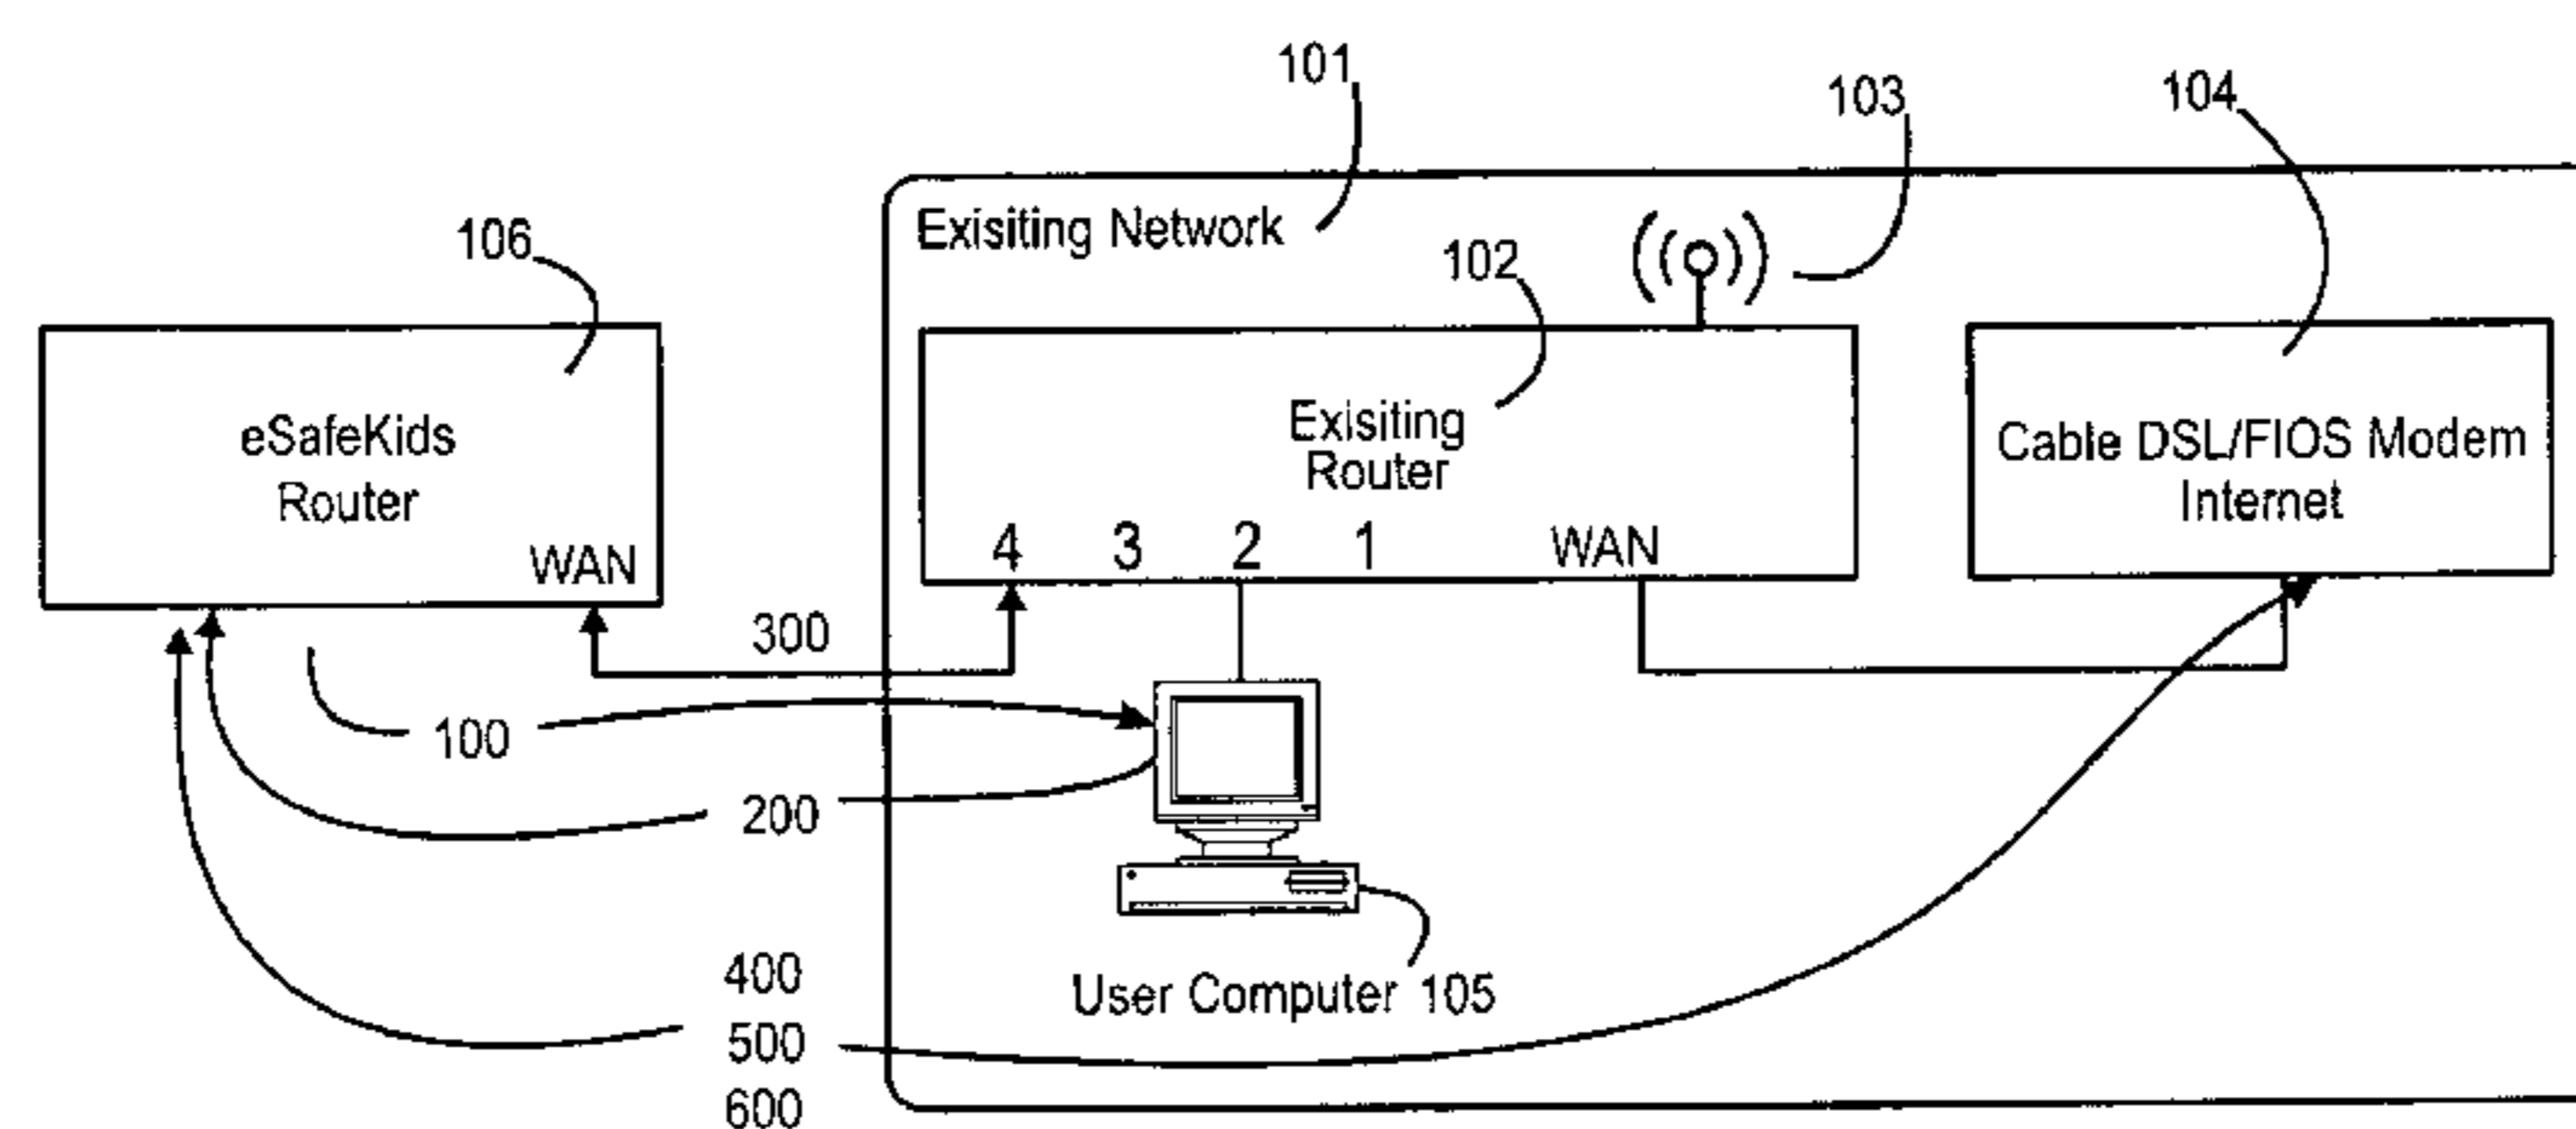 101
103
104
106
Exisiting Network
102
eSafeKids
Router
WAN
Exisiting
Router
4 3 2 1 WAN
Cable DSL/FIOS Modem
Internet
300
100
200
400
500
600
User Computer 105